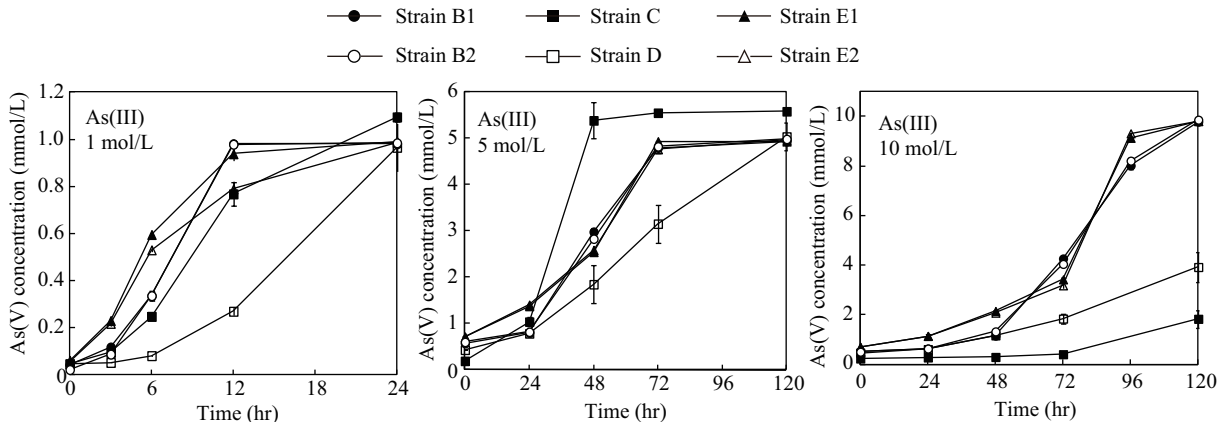 Strain B1
Strain C
Strain E1
Strain B2
Strain D
Strain E2
As(V) concentration (mmol/L)
1.2
1.0
0.8
0.6
0.4
0.2
0
As(III)
1 mol/L
0 6 12 24
Time (hr)
As(V) concentration (mmol/L)
6
5
4
3
2
1
0
As(III)
5 mol/L
0 24 48 72 120
Time (hr)
As(V) concentration (mmol/L)
10
8
6
4
2
0
As(III)
10 mol/L
0 24 48 72 96 120
Time (hr)